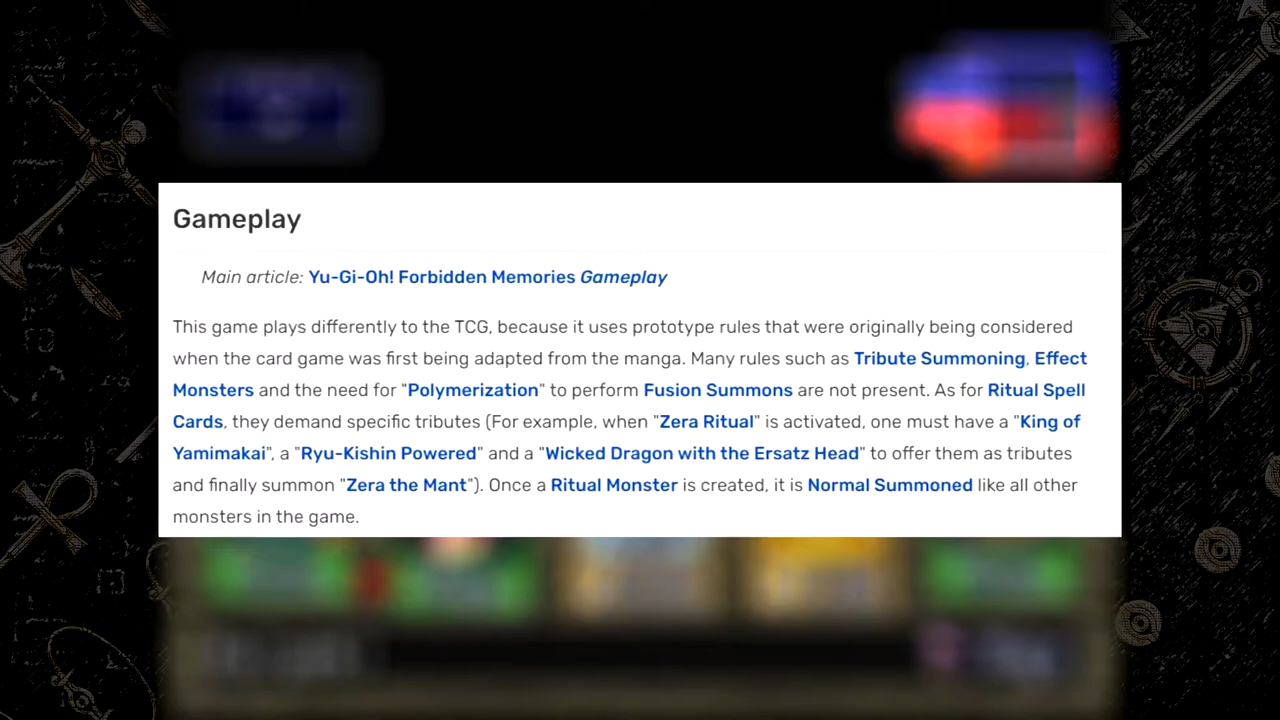 Gameplay
Main article: Yu-Gi-Oh! Forbidden Memories Gameplay
This game plays differently to the TCG, because it uses prototype rules that were originally being considered
when the card game was first being adapted from the manga. Many rules such as Tribute Summoning, Effect
Monsters and the need for "Polymerization" to perform Fusion Summons are not present. As for Ritual Spell
Cards, they demand specific tributes (For example, when "Zera Ritual" is activated, one must have a "King of
Yamimakai", a "Ryu-Kishin Powered" and a "Wicked Dragon with the Ersatz Head" to offer them as tributes
and finally summon "Zera the Mant"). Once a Ritual Monster is created, it is Normal Summoned like all other
monsters in the game.